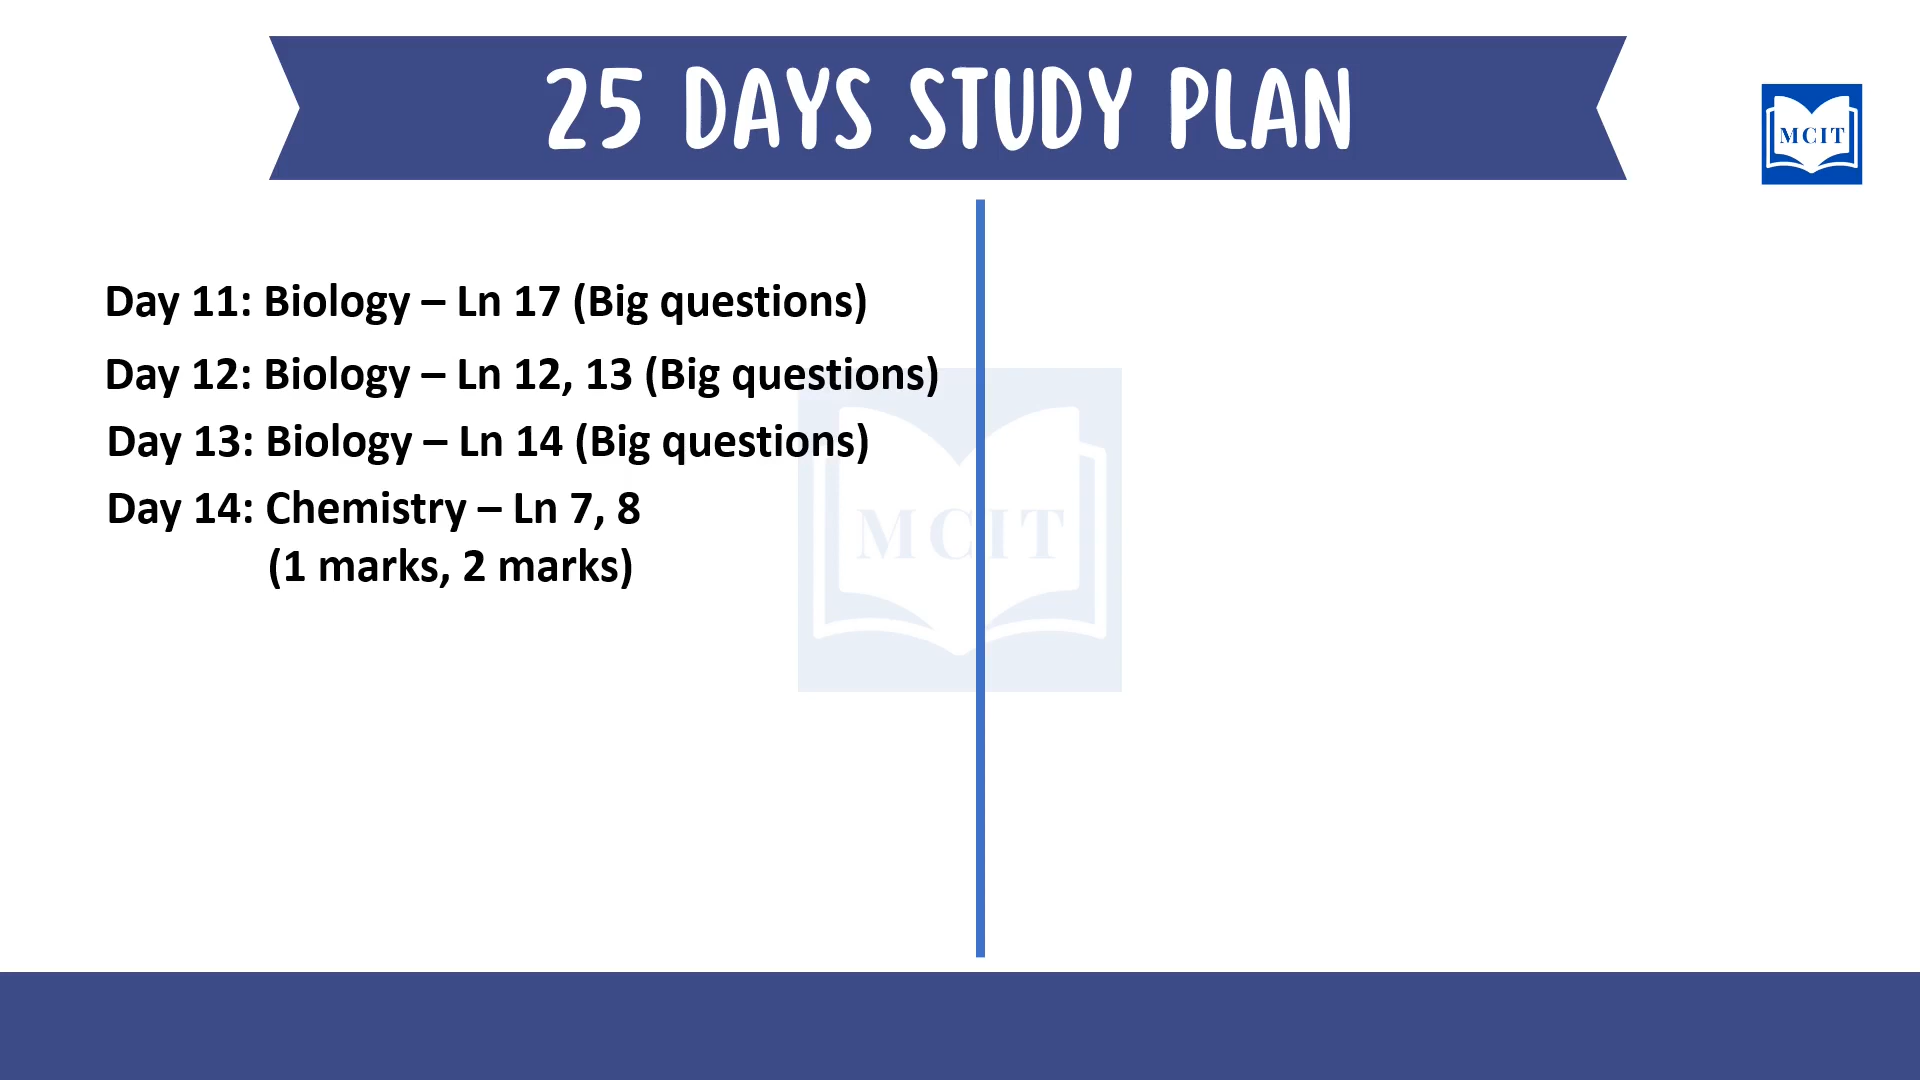 25 DAYS STUDY PLAN
MCIT
Day 11: Biology – Ln 17 (Big questions)
Day 12: Biology – Ln 12, 13 (Big questions)
Day 13: Biology – Ln 14 (Big questions)
Day 14: Chemistry – Ln 7, 8
(1 marks, 2 marks)
MCIT